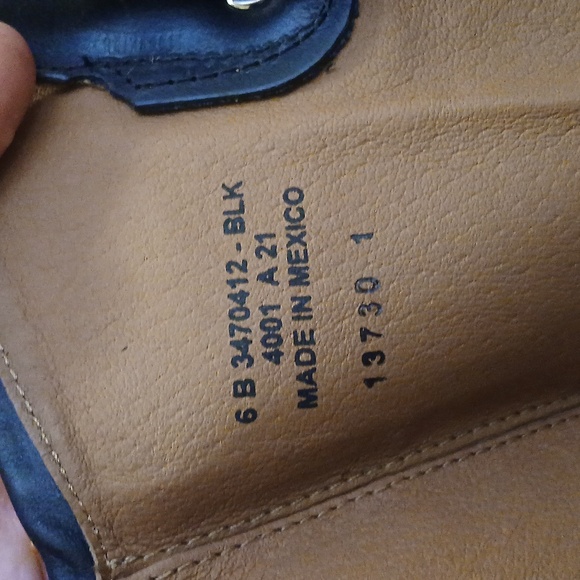 6 B 3470412 - BLK
4001 A 21
MADE IN MEXICO
13730 1